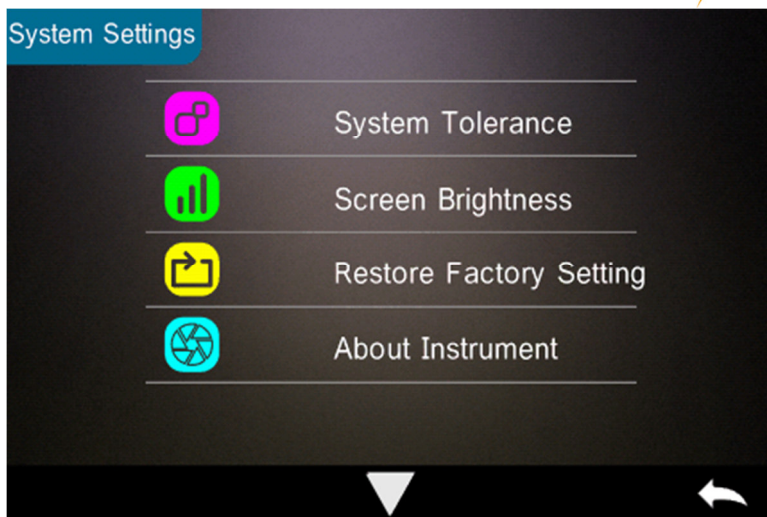 System Settings
System Tolerance
Screen Brightness
Restore Factory Setting
About Instrument